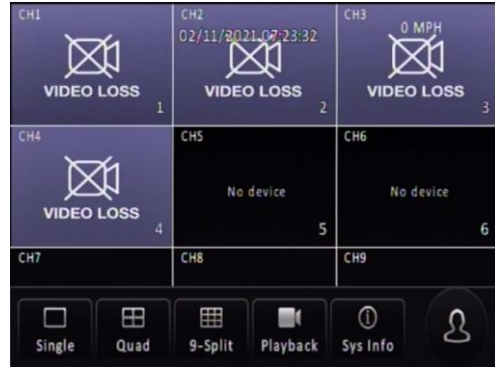 CH1
CH2
CH3
02/11/2021 07:23:32
0 MPH
VIDEO LOSS
VIDEO LOSS
VIDEO LOSS
1
2
3
CH4
CH5
CH6
No device
No device
VIDEO LOSS
4
5
6
CH7
CH8
CH9
Single
Quad
9-Split
Playback
Sys Info